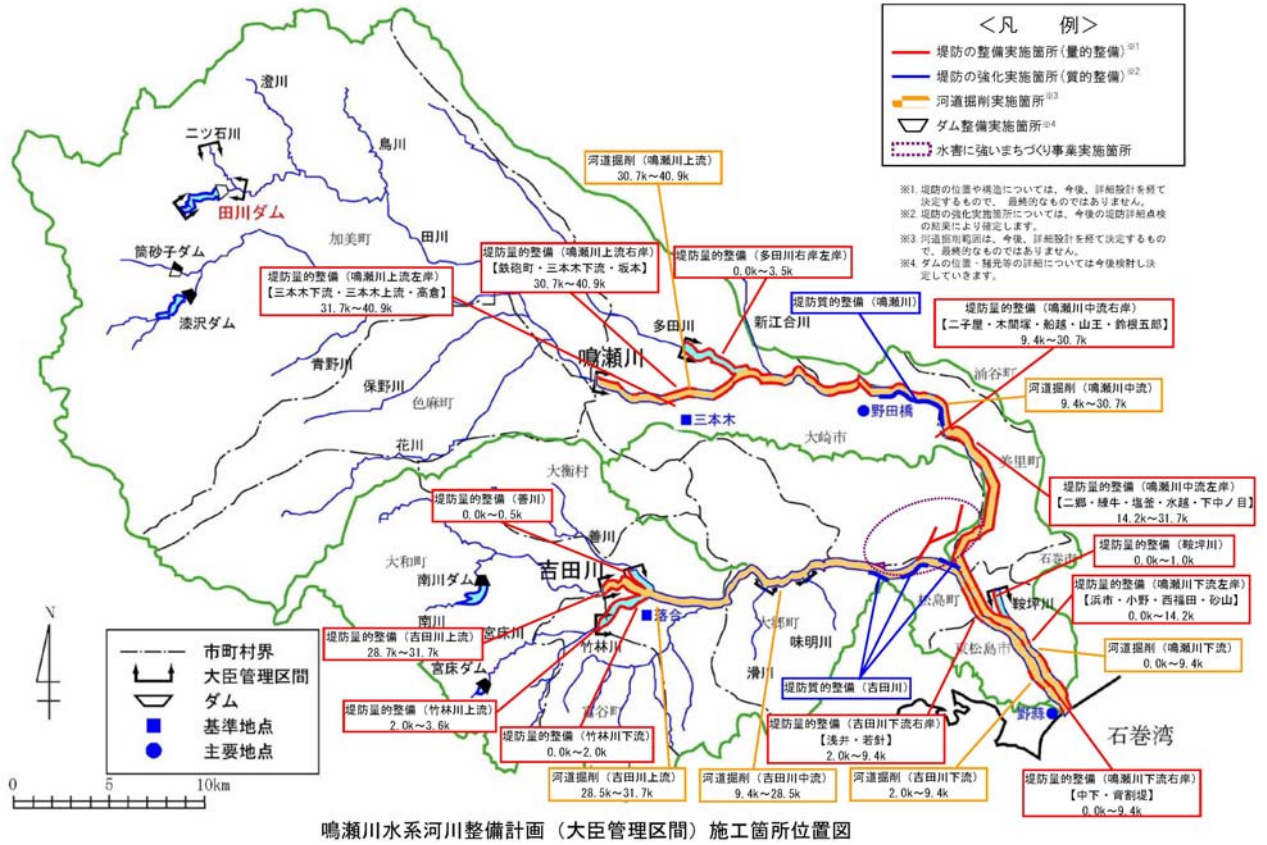 ＜凡　例＞
堤防の整備実施箇所(量的整備)※1
堤防の強化実施箇所(質的整備)※2
河道掘削実施箇所※3
ダム整備実施箇所※4
水害に強いまちづくり事業実施箇所
※1. 堤防の位置や構造については、今後、詳細設計を経て
決定するもので、 最終的なものではありません。
※2. 堤防の強化実施箇所については、今後の堤防詳細点検
の結果により確定します。
※3. 河道掘削範囲は、今後、詳細設計を経て決定するもの
で、最終的なものではありません。
※4. ダムの位置・諸元等の詳細については今後検討し決
定していきます。
澄川
二ツ石川
鳥川
田川ダム
加美町
田川
筒砂子ダム
漆沢ダム
青野川
保野川
色麻町
花川
河道掘削（鳴瀬川上流）
30.7k～40.9k
堤防量的整備（鳴瀬川上流右岸）
【鉄砲町・三本木下流・坂本】
30.7k～40.9k
堤防量的整備（多田川右岸左岸）
0.0k～3.5k
堤防量的整備（鳴瀬川上流左岸）
【三本木下流・三本木上流・高倉】
31.7k～40.9k
堤防質的整備（鳴瀬川）
堤防量的整備（鳴瀬川中流右岸）
【二子屋・木間塚・船越・山王・鈴根五郎】
9.4k～30.7k
多田川
新江合川
鳴瀬川
涌谷町
河道掘削（鳴瀬川中流）
9.4k～30.7k
三本木
野田橋
大崎市
美里町
大衡村
堤防量的整備（鳴瀬川中流左岸）
【二郷・練牛・塩釜・水越・下中ノ目】
14.2k～31.7k
堤防量的整備（善川）
0.0k～0.5k
善川
堤防量的整備（鞍坪川）
0.0k～1.0k
石巻市
大和町
吉田川
南川ダム
南川
堤防量的整備（鳴瀬川下流左岸）
【浜市・小野・西福田・砂山】
0.0k～14.2k
松島町
鞍坪川
落合
大郷町
味明川
東松島市
宮床川
竹林川
滑川
堤防量的整備（吉田川上流）
28.7k～31.7k
宮床ダム
河道掘削（鳴瀬川下流）
0.0k～9.4k
堤防質的整備（吉田川）
堤防量的整備（竹林川上流）
2.0k～3.6k
富谷町
堤防量的整備（竹林川下流）
0.0k～2.0k
堤防量的整備（吉田川下流右岸）
【浅井・若針】
2.0k～9.4k
野蒜
石巻湾
河道掘削（吉田川上流）
28.5k～31.7k
河道掘削（吉田川中流）
9.4k～28.5k
河道掘削（吉田川下流）
2.0k～9.4k
堤防量的整備（鳴瀬川下流右岸）
【中下・背割堤】
0.0k～9.4k
N
市町村界
大臣管理区間
ダム
基準地点
主要地点
0 5 10km
鳴瀬川水系河川整備計画（大臣管理区間）施工箇所位置図